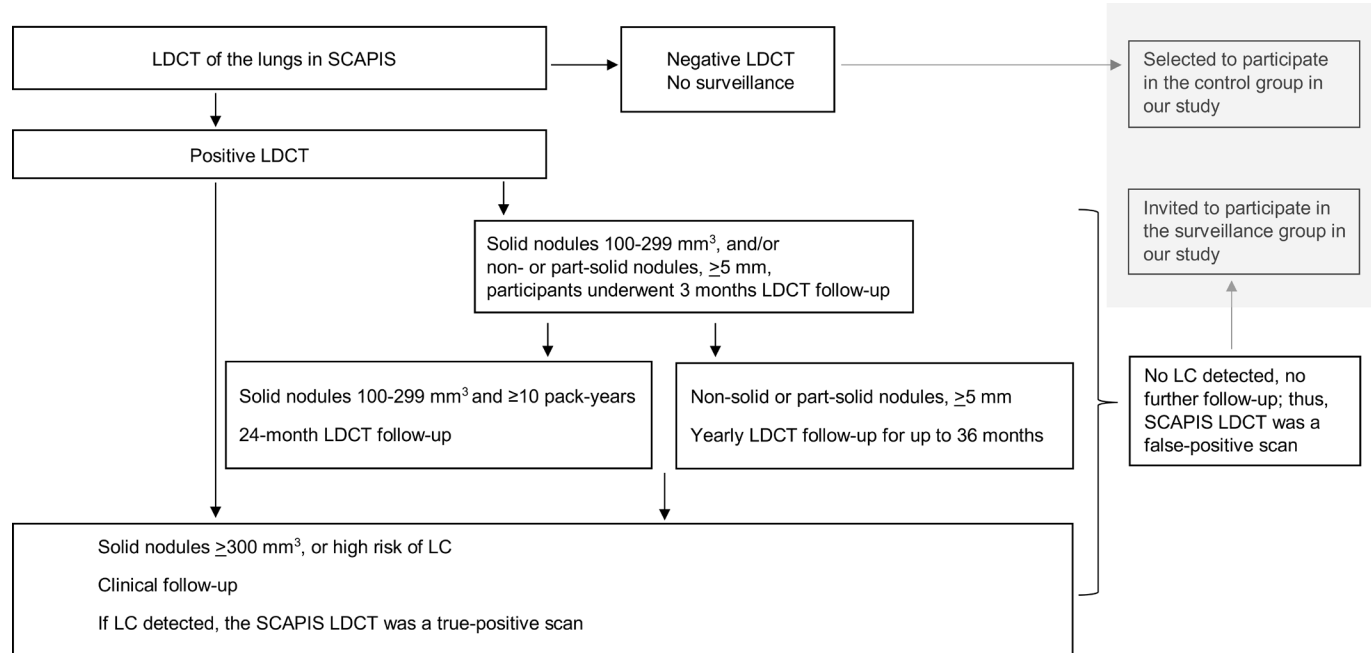 LDCT of the lungs in SCAPIS
Negative LDCT
No surveillance
Selected to participate
in the control group in
our study
Positive LDCT
Invited to participate in
the surveillance group in
our study
Solid nodules 100-299 mm³, and/or
non- or part-solid nodules, ≥5 mm,
participants underwent 3 months LDCT follow-up
Solid nodules 100-299 mm³ and ≥10 pack-years
24-month LDCT follow-up
Non-solid or part-solid nodules, ≥5 mm
Yearly LDCT follow-up for up to 36 months
No LC detected, no
further follow-up; thus,
SCAPIS LDCT was a
false-positive scan
Solid nodules ≥300 mm³, or high risk of LC
Clinical follow-up
If LC detected, the SCAPIS LDCT was a true-positive scan